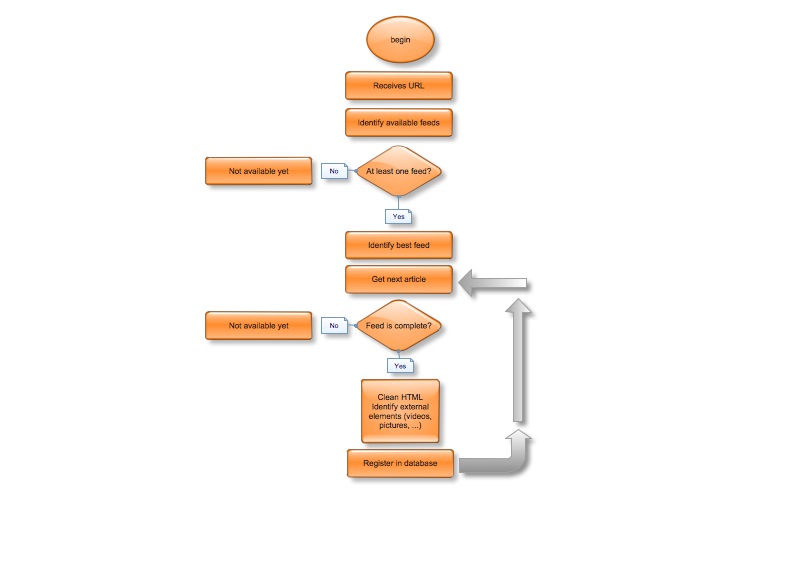 begin
Receives URL
Identify available feeds
Not available yet
No
At least one feed?
Yes
Identify best feed
Get next article
Not available yet
No
Feed is complete?
Yes
Clean HTML
Identify external
elements (videos,
pictures, ...)
Register in database